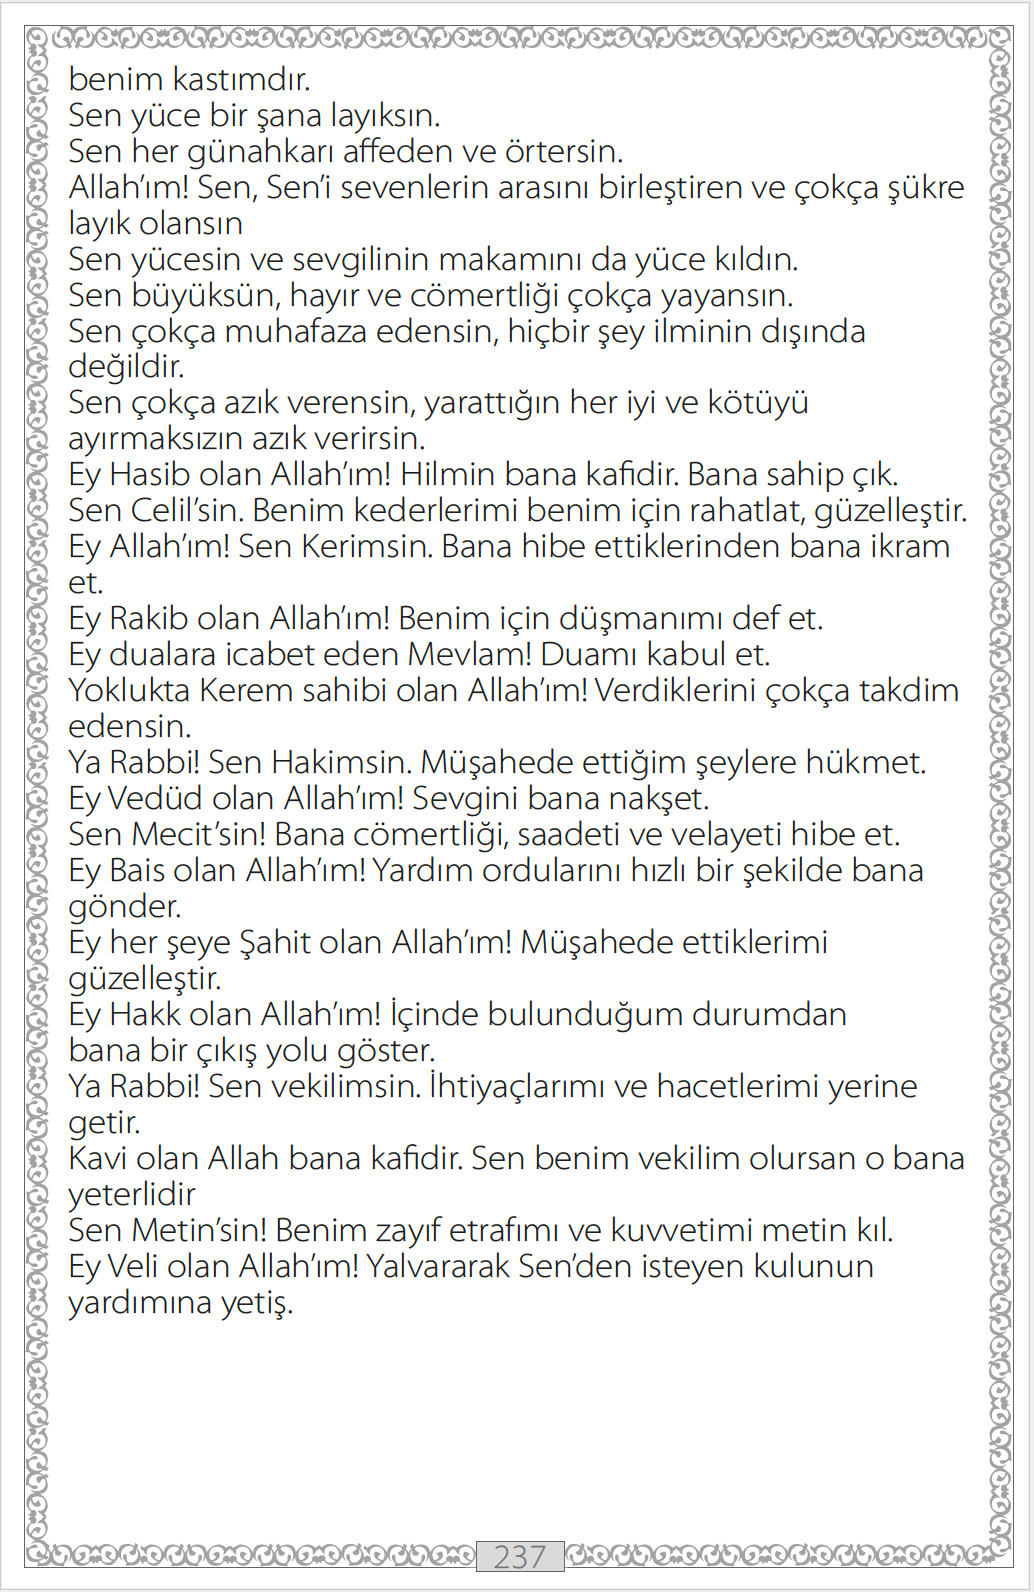 benim kastımdır.
Sen yüce bir şana layıksın.
Sen her günahkarı affeden ve örtersin.
Allah’ım! Sen, Sen’i sevenlerin arasını birleştiren ve çokça şükre
layık olansın
Sen yücesin ve sevgilinin makamını da yüce kıldın.
Sen büyüksün, hayır ve cömertliği çokça yayansın.
Sen çokça muhafaza edensin, hiçbir şey ilminin dışında
değildir.
Sen çokça azık verensin, yarattığın her iyi ve kötüyü
ayırmaksızın azık verirsin.
Ey Hasib olan Allah’ım! Hilmin bana kafidir. Bana sahip çık.
Sen Celil’sin. Benim kederlerimi benim için rahatlat, güzelleştir.
Ey Allah’ım! Sen Kerimsin. Bana hibe ettiklerinden bana ikram
et.
Ey Rakib olan Allah’ım! Benim için düşmanımı def et.
Ey dualara icabet eden Mevlam! Duamı kabul et.
Yoklukta Kerem sahibi olan Allah’ım! Verdiklerini çokça takdim
edensin.
Ya Rabbi! Sen Hakimsin. Müşahede ettiğim şeylere hükmet.
Ey Vedüd olan Allah’ım! Sevgini bana nakşet.
Sen Mecit’sin! Bana cömertliği, saadeti ve velayeti hibe et.
Ey Bais olan Allah’ım! Yardım ordularını hızlı bir şekilde bana
gönder.
Ey her şeye Şahit olan Allah’ım! Müşahede ettiklerimi
güzelleştir.
Ey Hakk olan Allah’ım! İçinde bulunduğum durumdan
bana bir çıkış yolu göster.
Ya Rabbi! Sen vekilimsin. İhtiyaçlarımı ve hacetlerimi yerine
getir.
Kavi olan Allah bana kafidir. Sen benim vekilim olursan o bana
yeterlidir
Sen Metin’sin! Benim zayıf etrafımı ve kuvvetimi metin kıl.
Ey Veli olan Allah’ım! Yalvararak Sen’den isteyen kulunun
yardımına yetiş.
237